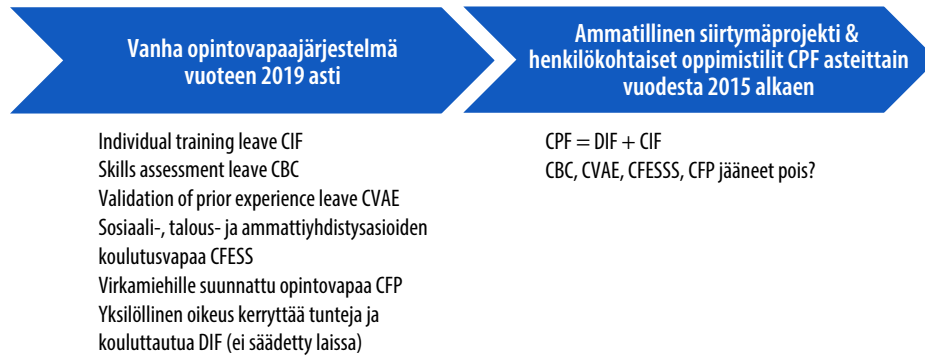 Vanha opintovapaajärjestelmä
vuoteen 2019 asti
Ammatillinen siirtymäprojekti &
henkilökohtaiset oppimistilit CPF asteittain
vuodesta 2015 alkaen
Individual training leave CIF
Skills assessment leave CBC
Validation of prior experience leave CVAE
Sosiaali-, talous- ja ammattiyhdistysasioiden
koulutusvapaa CFESS
Virkamiehille suunnattu opintovapaa CFP
Yksilöllinen oikeus kerryttää tunteja ja
kouluttautua DIF (ei säädetty laissa)
CPF = DIF + CIF
CBC, CVAE, CFESSS, CFP jääneet pois?